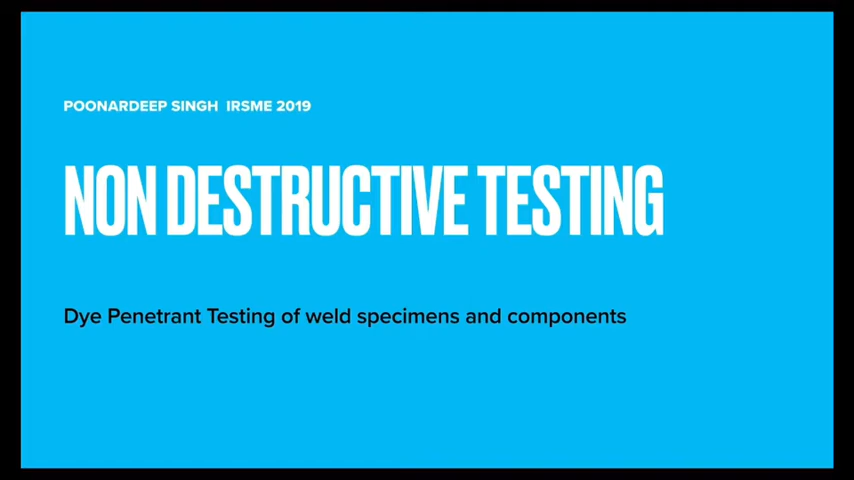 POONARDEEP SINGH IRSME 2019
NON DESTRUCTIVE TESTING
Dye Penetrant Testing of weld specimens and components